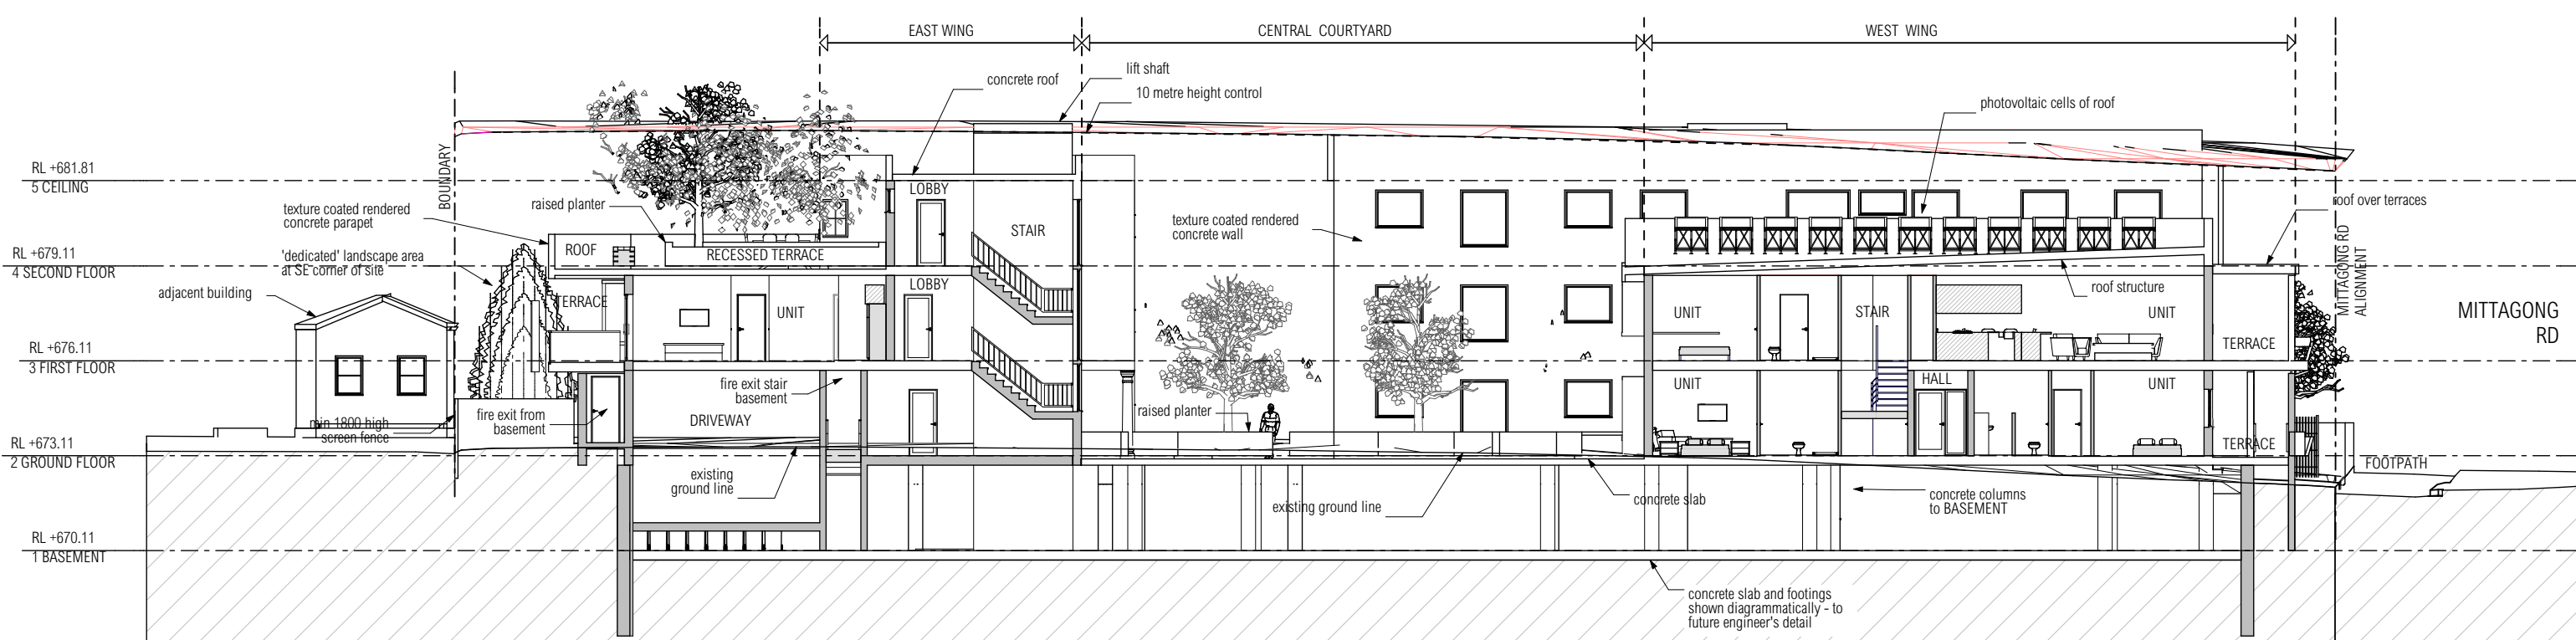 EAST WING
CENTRAL COURTYARD
WEST WING
lift shaft
concrete roof
10 metre height control
photovoltaic cells of roof
RL +681.81
5 CEILING
BOUNDARY
LOBBY
texture coated rendered
concrete parapet
raised planter
STAIR
texture coated rendered
concrete wall
roof over terraces
RL +679.11
4 SECOND FLOOR
'dedicated' landscape area
at SE corner of site
ROOF
RECESSED TERRACE
MITTAGONG RD
ALIGNMENT
adjacent building
TERRACE
LOBBY
UNIT
roof structure
UNIT
STAIR
UNIT
MITTAGONG
RD
TERRACE
RL +676.11
3 FIRST FLOOR
fire exit stair
basement
UNIT
HALL
UNIT
fire exit from
basement
DRIVEWAY
raised planter
min 1800 high
screen fence
RL +673.11
2 GROUND FLOOR
TERRACE
FOOTPATH
existing
ground line
existing ground line
concrete slab
concrete columns
to BASEMENT
RL +670.11
1 BASEMENT
concrete slab and footings
shown diagrammatically - to
future engineer's detail